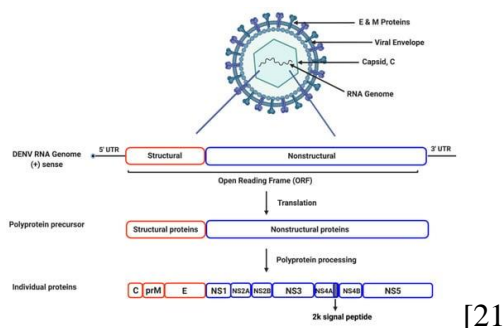 E & M Proteins
Viral Envelope
Capsid, C
RNA Genome
DENV RNA Genome
(+) sense
5' UTR
Structural
Nonstructural
3' UTR
Open Reading Frame (ORF)
Translation
Polyprotein precursor
Structural proteins
Nonstructural proteins
Polyprotein processing
Individual proteins
C prM E NS1 NS2A NS2B NS3 NS4A NS4B NS5
2k signal peptide
[21